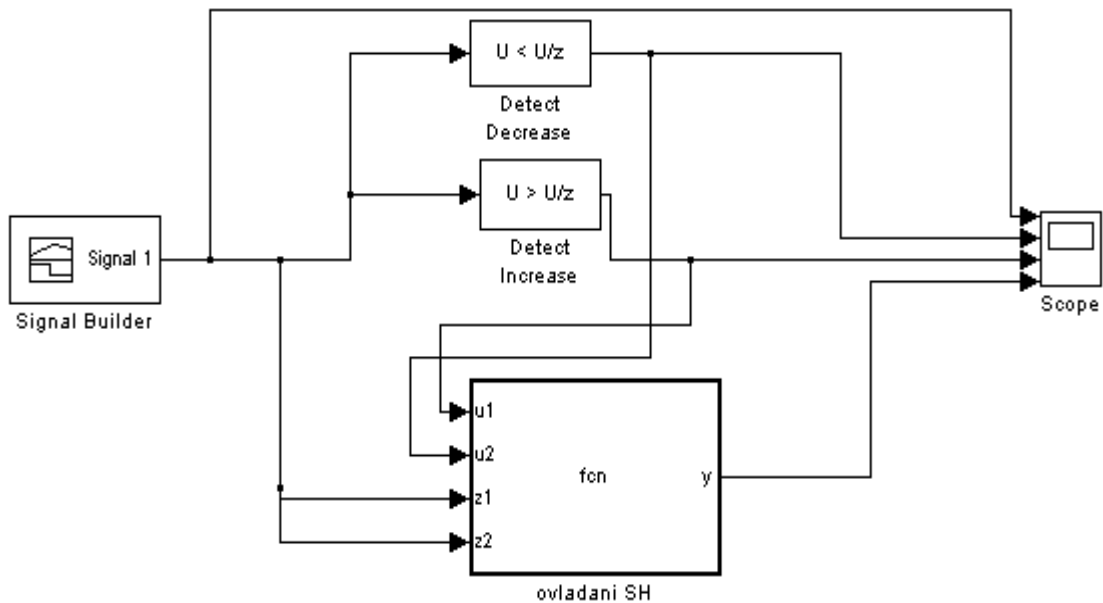 U < U/z
Detect
Decrease
U > U/z
Detect
Increase
Signal 1
Signal Builder
Scope
u1
u2
fcn
y
z1
z2
ovladani SH